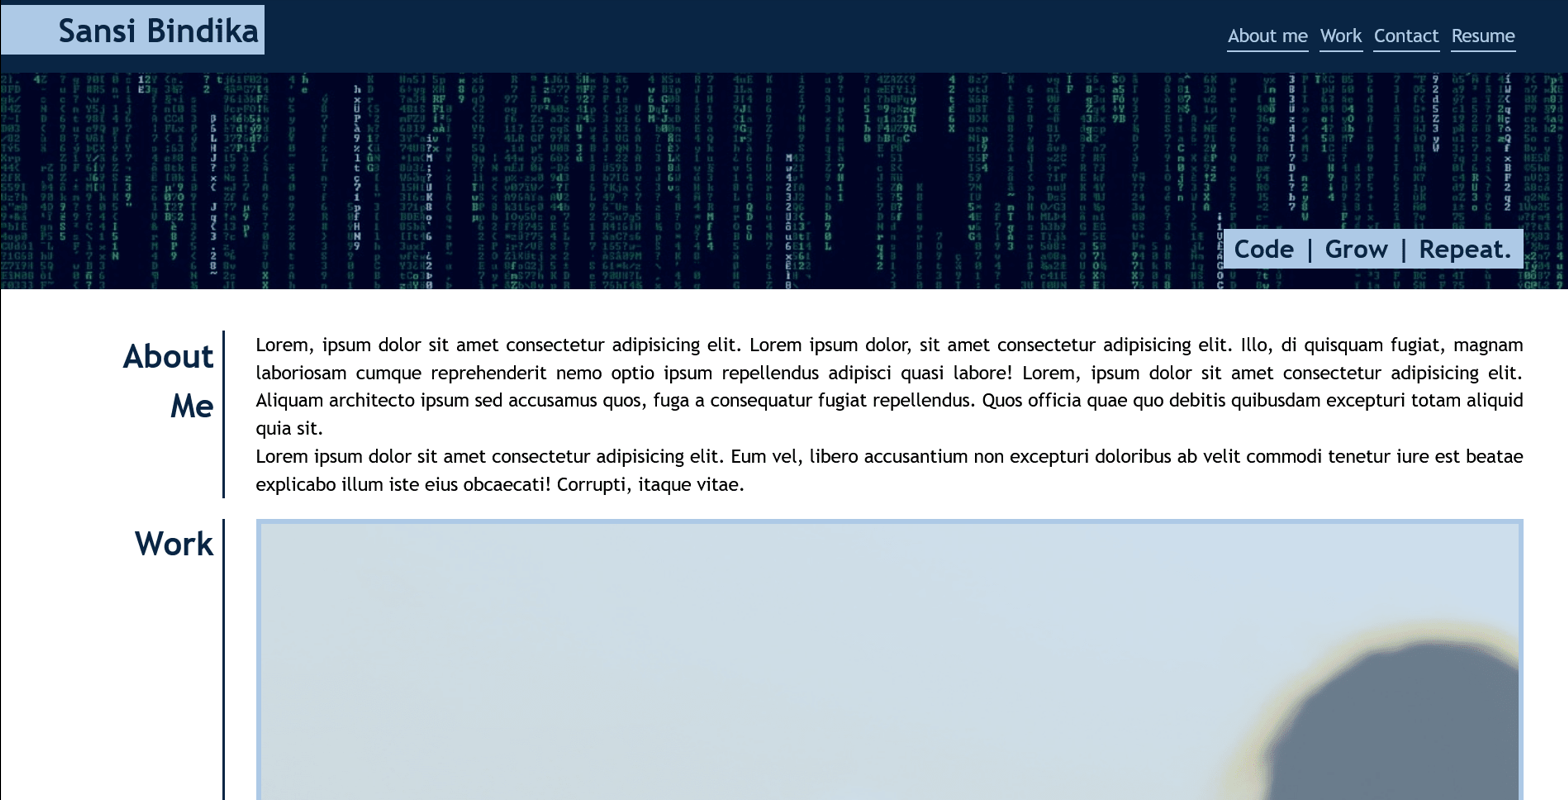 Sansi Bindika
About me Work Contact Resume
Code | Grow | Repeat.
About
Me
Lorem, ipsum dolor sit amet consectetur adipisicing elit. Lorem ipsum dolor, sit amet consectetur adipisicing elit. Illo, di quisquam fugiat, magnam
laboriosam cumque reprehenderit nemo optio ipsum repellendus adipisci quasi labore! Lorem, ipsum dolor sit amet consectetur adipisicing elit.
Aliquam architecto ipsum sed accusamus quos, fuga a consequatur fugiat repellendus. Quos officia quae quo debitis quibusdam excepturi totam aliquid
quia sit.
Lorem ipsum dolor sit amet consectetur adipisicing elit. Eum vel, libero accusantium non excepturi doloribus ab velit commodi tenetur iure est beatae
explicabo illum iste eius obcaecati! Corrupti, itaque vitae.
Work